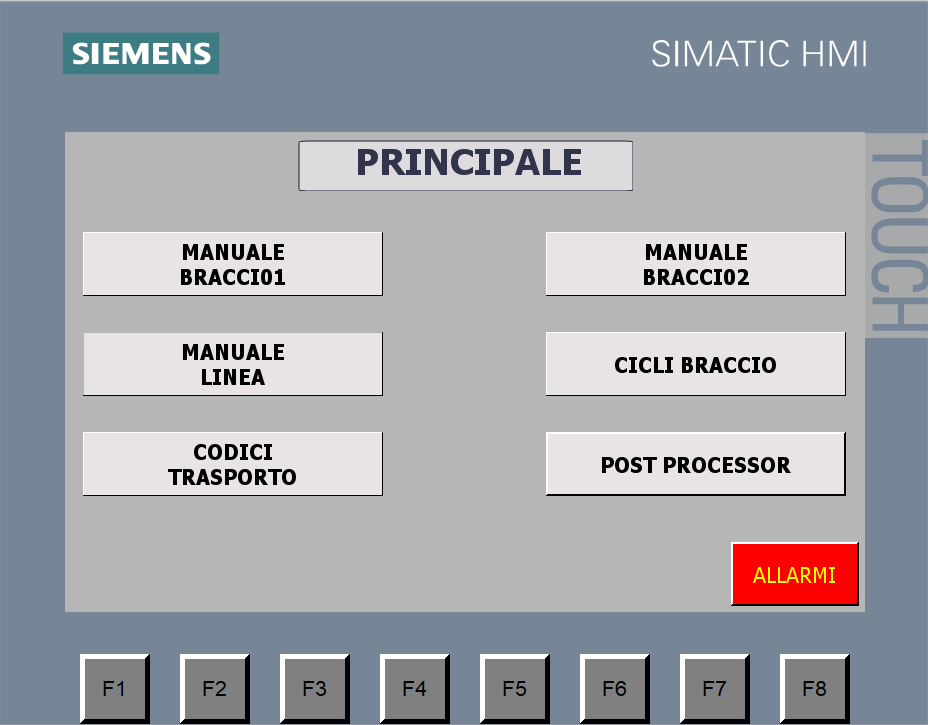 SIEMENS
SIMATIC HMI
TOUCH
PRINCIPALE
MANUALE
BRACCI01
MANUALE
BRACCI02
MANUALE
LINEA
CICLI BRACCIO
CODICI
TRASPORTO
POST PROCESSOR
ALLARMI
F1
F2
F3
F4
F5
F6
F7
F8